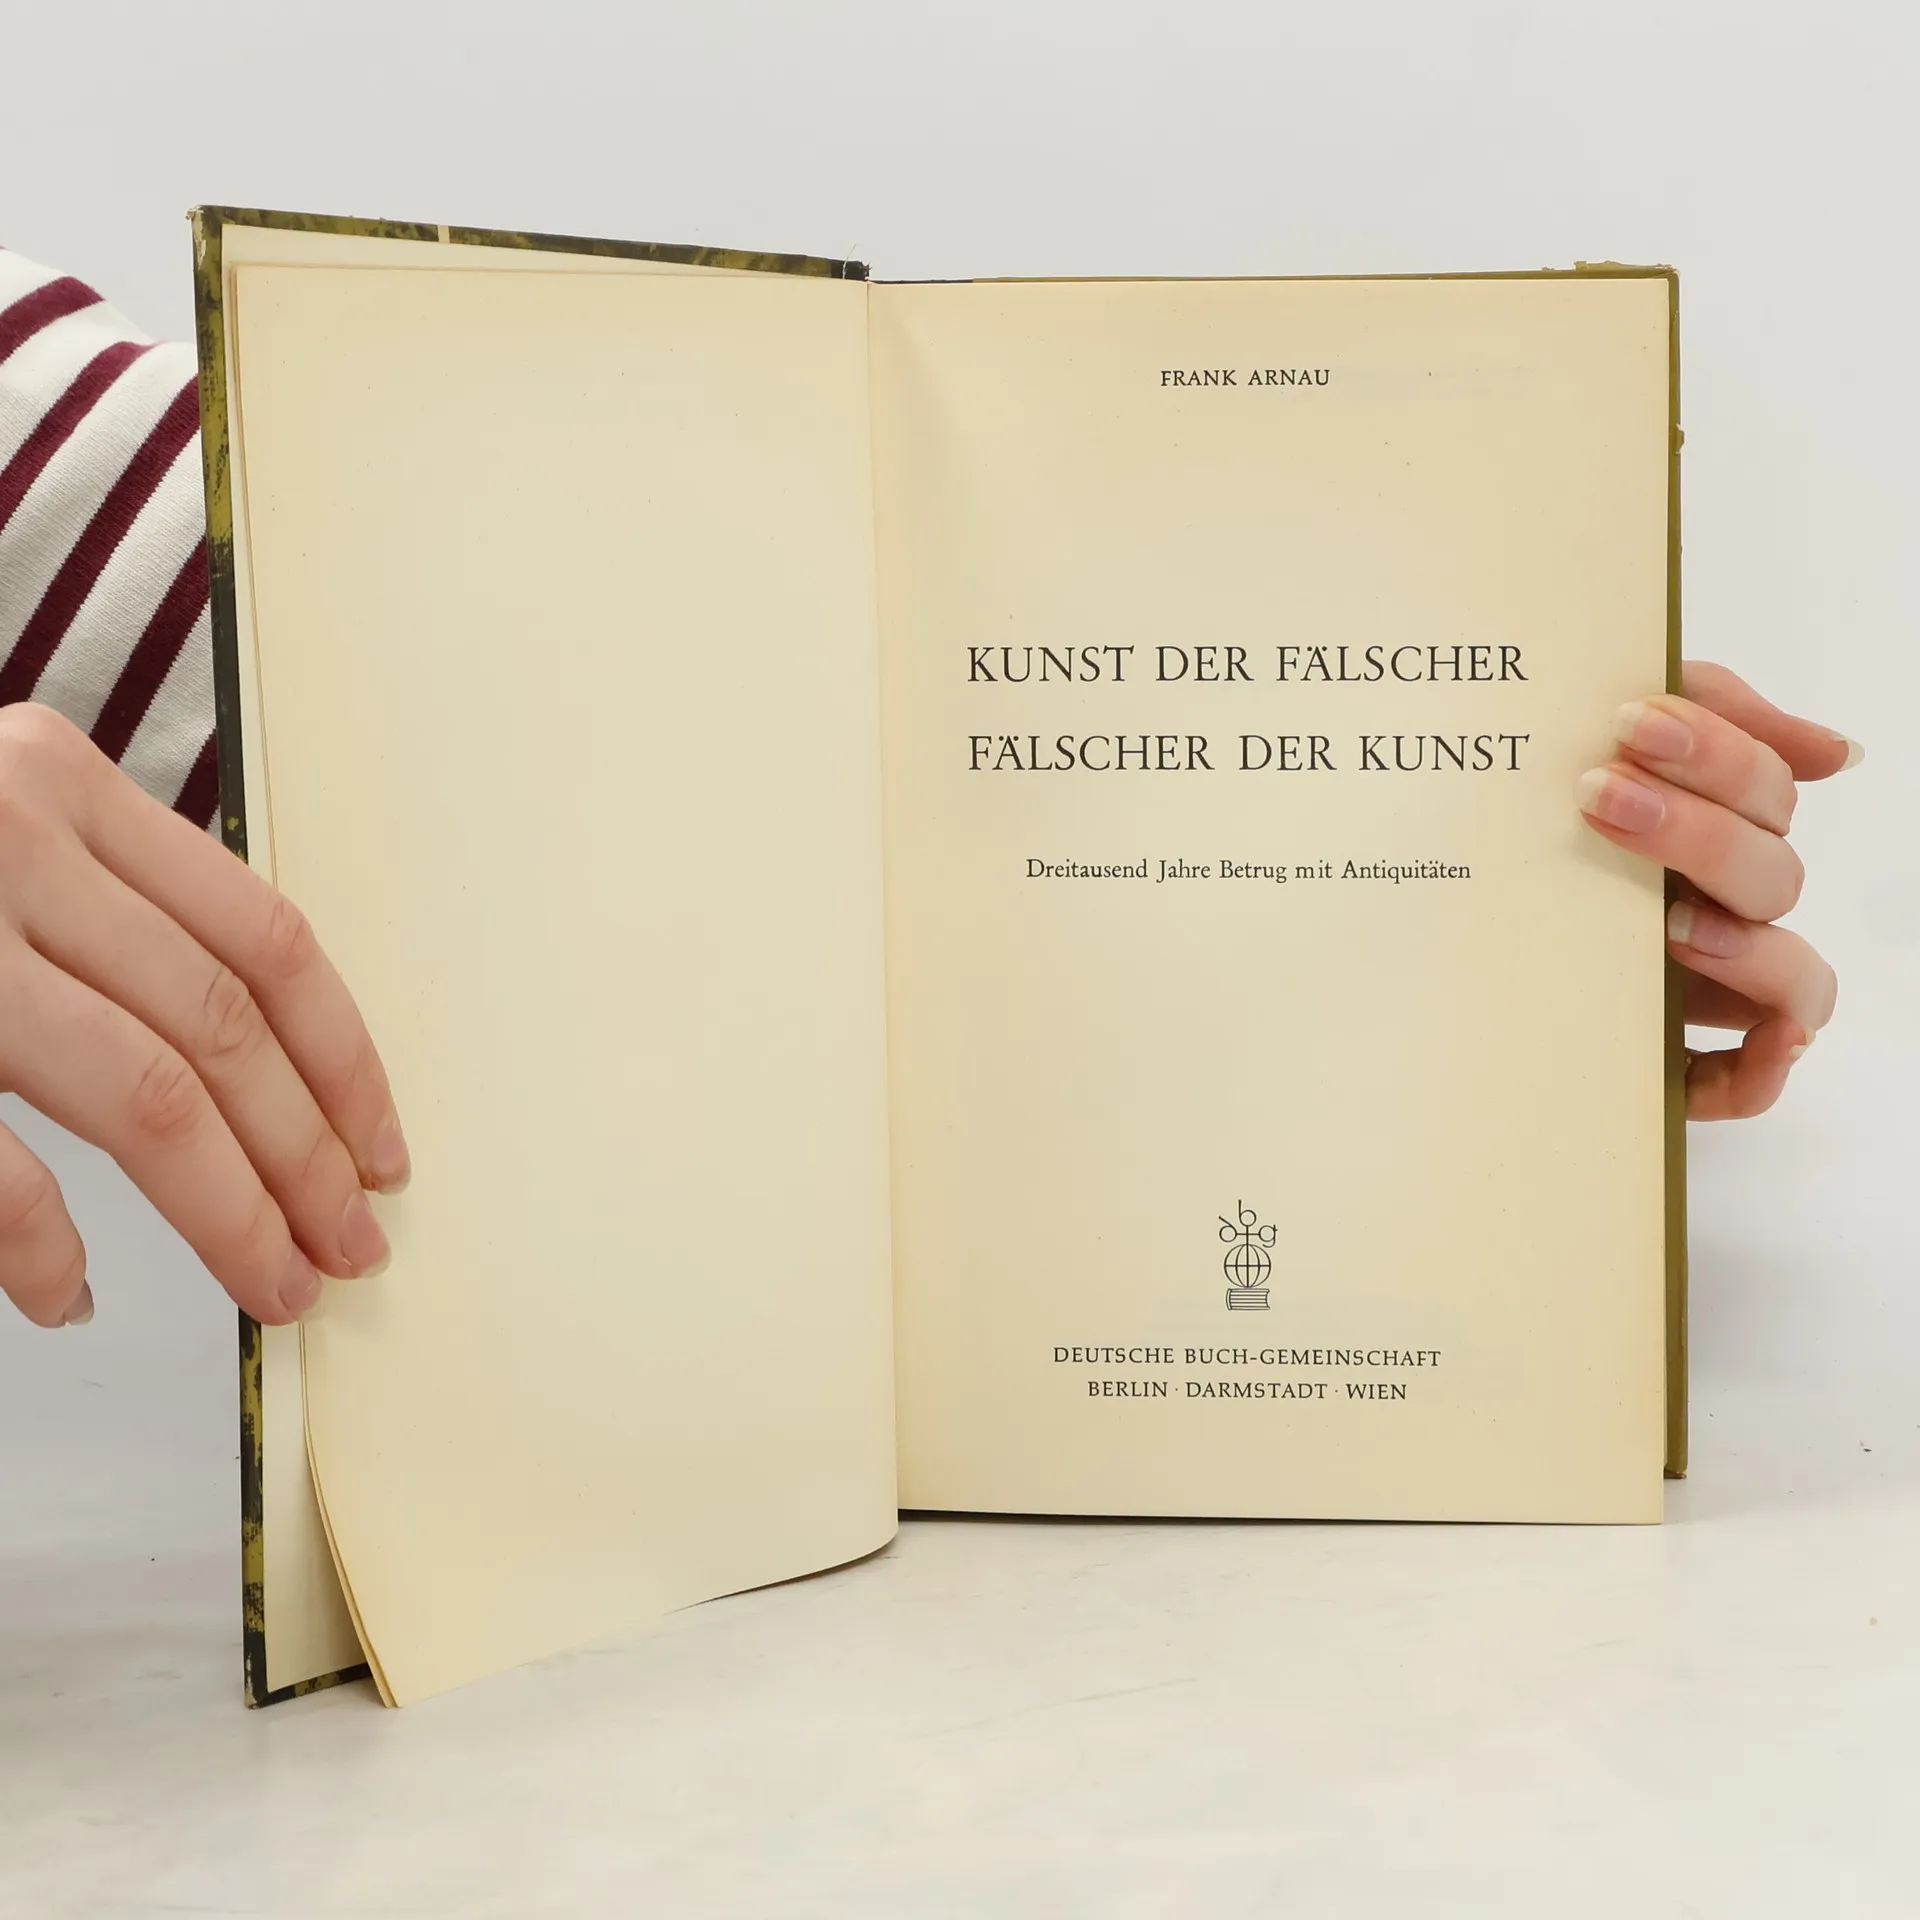 FRANK ARNAU
KUNST DER FÄLSCHER
FÄLSCHER DER KUNST
Dreitausend Jahre Betrug mit Antiquitäten
dbg
DEUTSCHE BUCH-GEMEINSCHAFT
BERLIN · DARMSTADT · WIEN